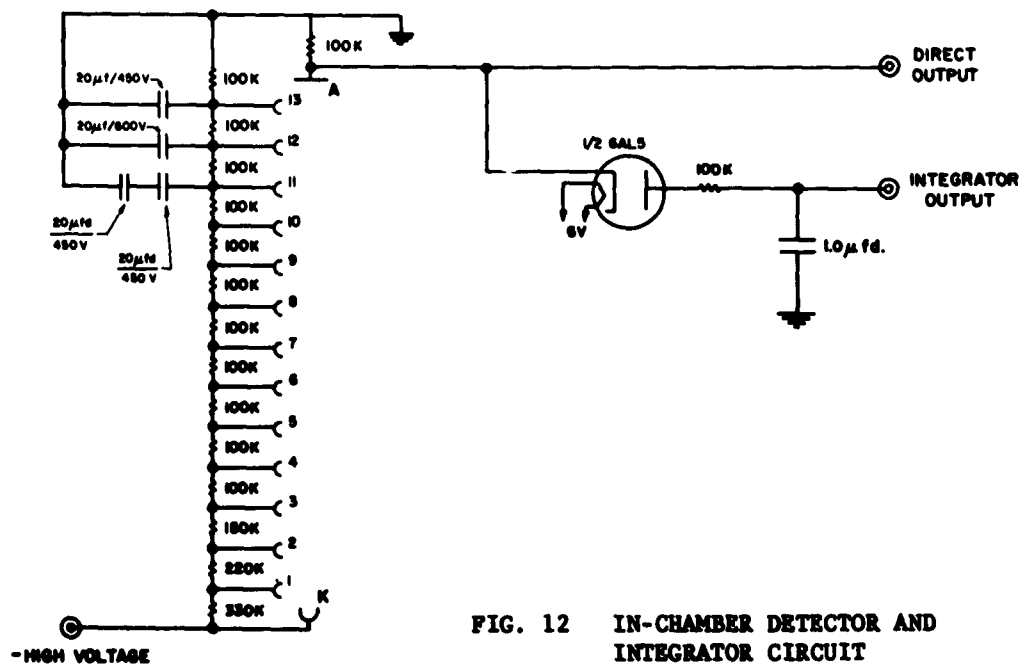 100K
DIRECT
OUTPUT
A
20µf/450V
100K
13
20µf/600V
100K
12
1/2 6AL5
100K
11
100K
INTEGRATOR
OUTPUT
20µfd
450V
100K
10
6V
20µfd
450V
100K
9
1.0µfd.
100K
8
100K
7
100K
6
100K
5
100K
4
100K
3
150K
2
220K
1
330K
K
-HIGH VOLTAGE
FIG. 12 IN-CHAMBER DETECTOR AND
INTEGRATOR CIRCUIT